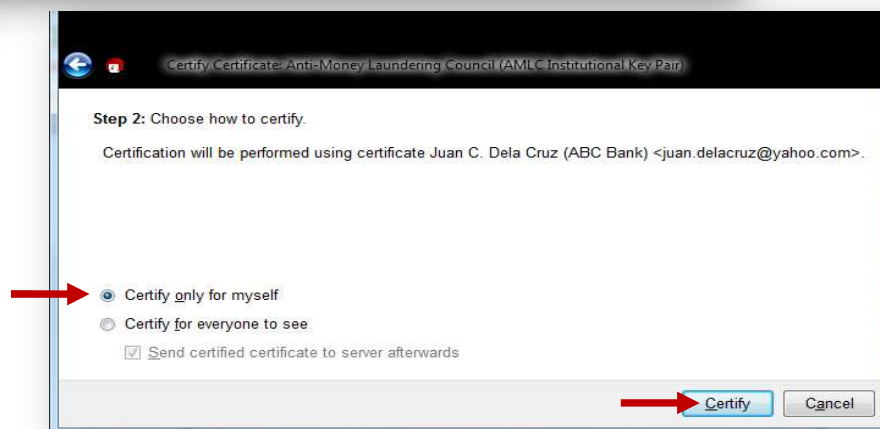 Certify Certificate: Anti-Money Laundering Council (AMLC Institutional Key Pair)
Step 2: Choose how to certify.
Certification will be performed using certificate Juan C. Dela Cruz (ABC Bank) <juan.delacruz@yahoo.com>.
Certify only for myself
Certify for everyone to see
Send certified certificate to server afterwards
Certify Cancel